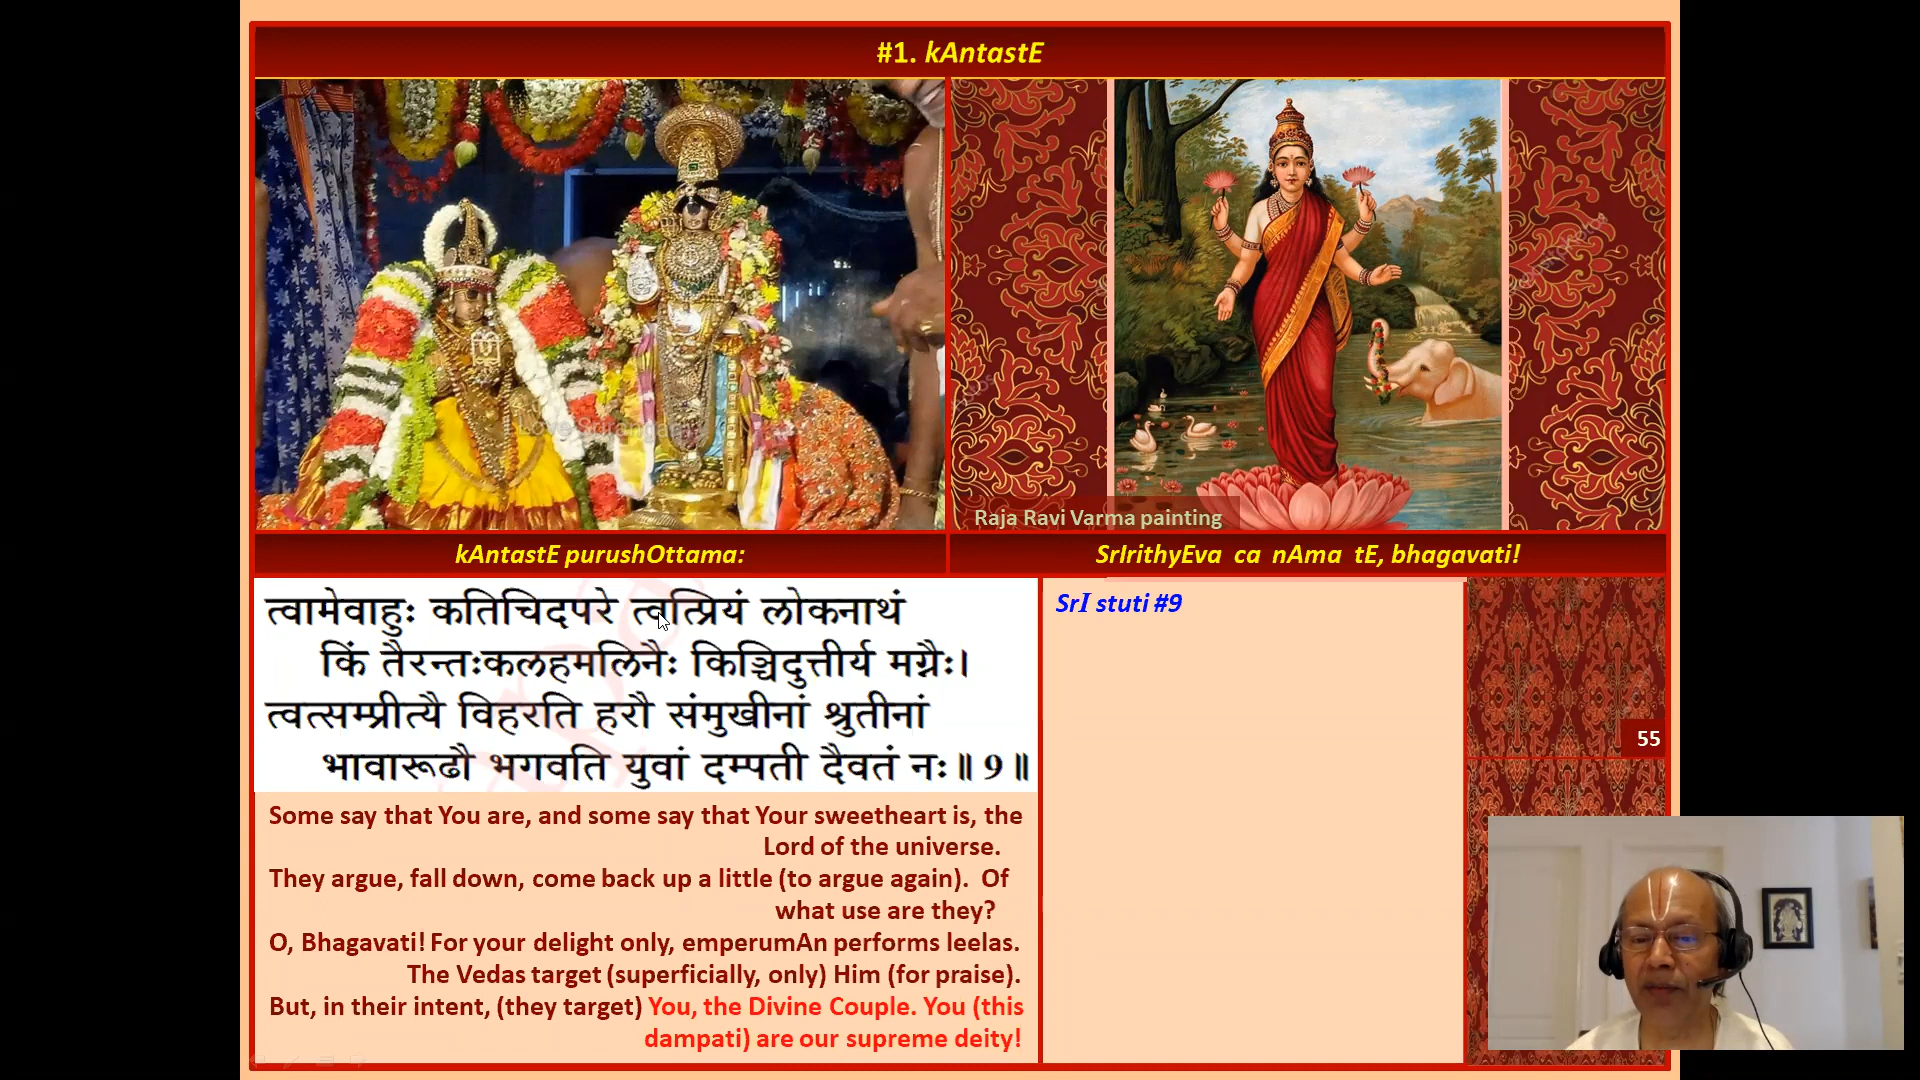 #1. kAntastE
Raja Ravi Varma painting
kAntastE purushOttama:
SrIrithyEva ca nAma tE, bhagavati!
त्वामेवाहुः कतिचिदपरे त्वत्प्रियं लोकनाथं
किं तैरन्तःकलहमलिनैः किञ्चिदुत्तीर्य मग्नैः।
त्वत्सम्प्रीत्यै विहरति हरौ संमुखीनां श्रुतीनां
भावारूढौ भगवति युवां दम्पती दैवतं नः॥ 9॥
Some say that You are, and some say that Your sweetheart is, the
Lord of the universe.
They argue, fall down, come back up a little (to argue again). Of
what use are they?
O, Bhagavati! For your delight only, emperumAn performs leelas.
The Vedas target (superficially, only) Him (for praise).
But, in their intent, (they target) You, the Divine Couple. You (this
dampati) are our supreme deity!
SrI stuti #9
55